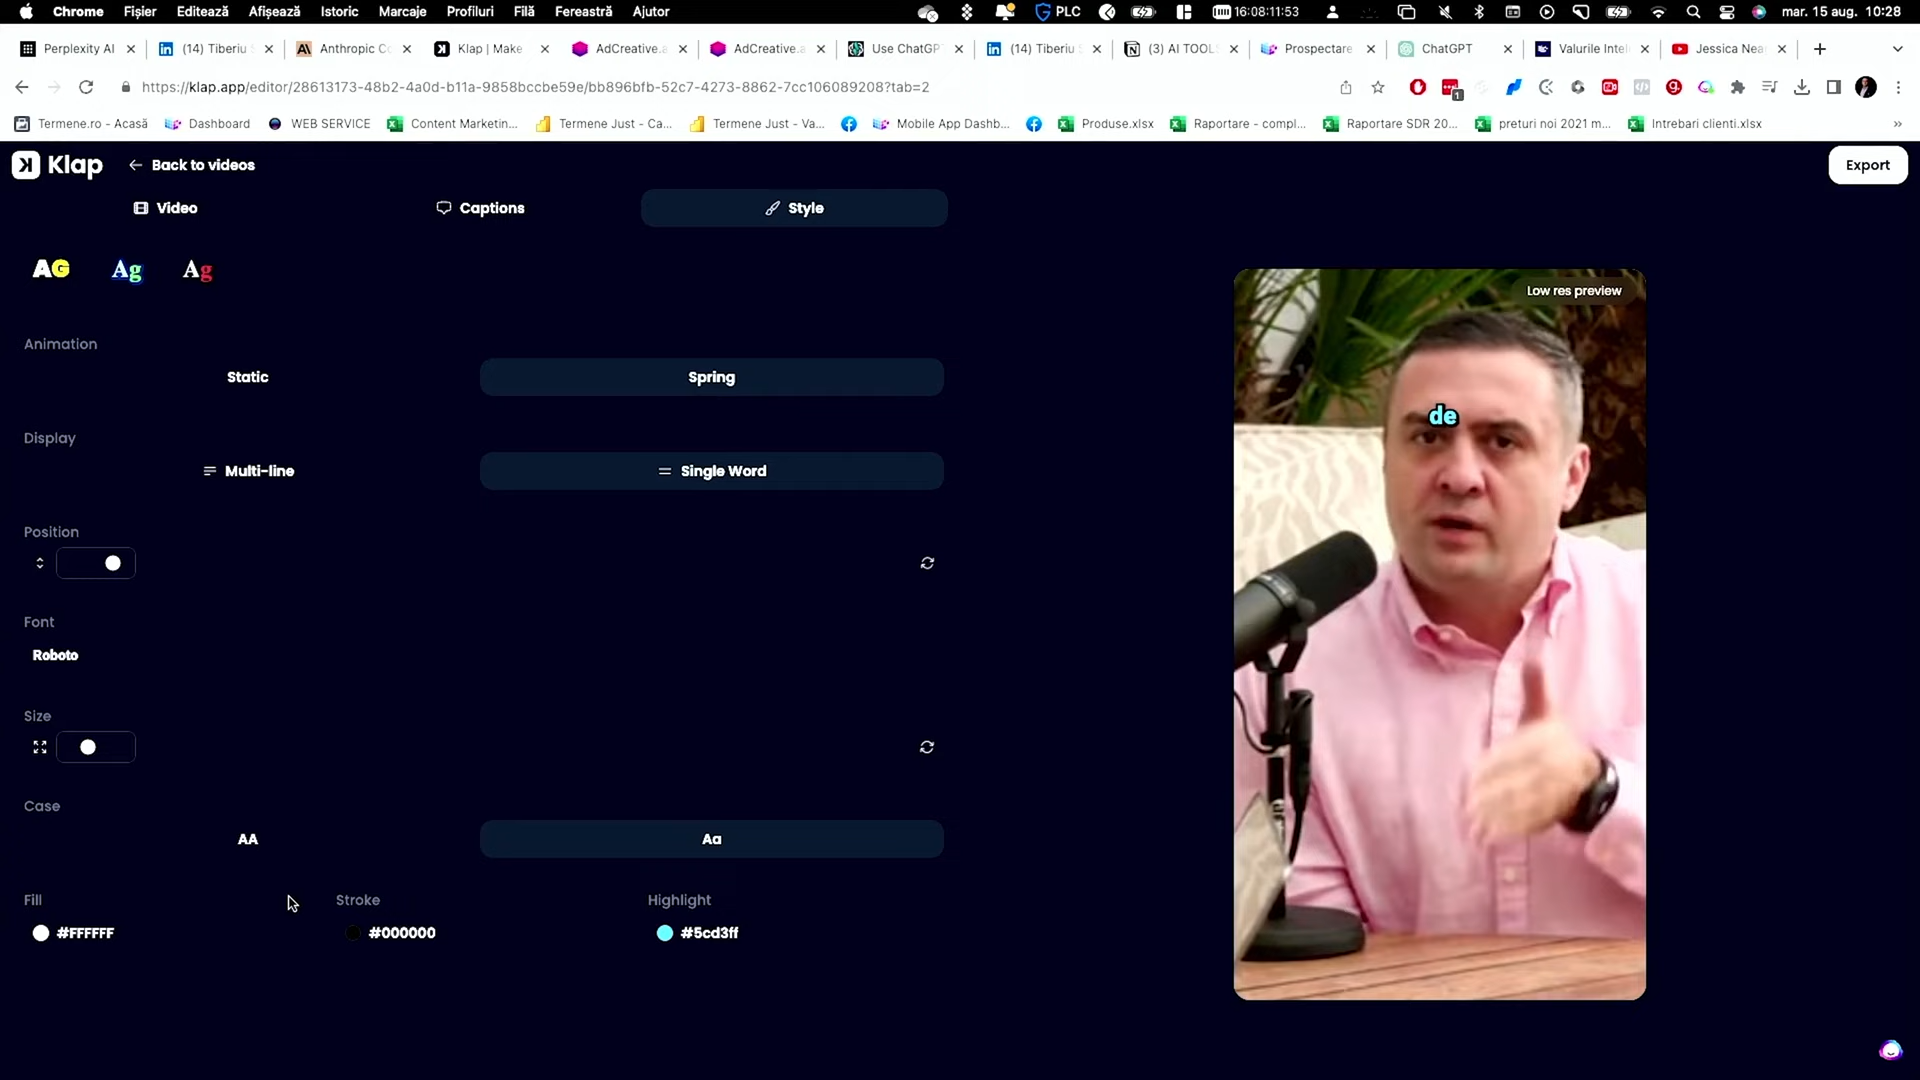 Chrome Fișier Editează Afișează Istoric Marcaje Profiluri Filă Fereastră Ajutor PLC 16:08:11:53 mar. 15 aug. 10:28
Perplexity AI (14) Tiberiu Anthropic Co Klap | Make AdCreative.a AdCreative.a Use ChatGP (14) Tiberiu (3) AI TOOLS Prospectare ChatGPT Valurile Intel Jessica Nea
https://klap.app/editor/28613173-48b2-4a0d-b11a-9858bccbe59e/bb896bfb-52c7-4273-8862-7cc106089208?tab=2
1
Termene.ro - Acasă Dashboard WEB SERVICE Content Marketin... Termene Just - Ca... Termene Just - Va... Mobile App Dashb... Produse.xlsx Raportare - compl... Raportare SDR 20... preturi noi 2021 m... Intrebari clienti.xlsx »
Klap ← Back to videos Export
Video Captions Style
AG Ag Ag
Low res preview
Animation
Static Spring
de
Display
Multi-line Single Word
Position
Font
Roboto
Size
Case
AA Aa
Fill Stroke Highlight
#FFFFFF #000000 #5cd3ff